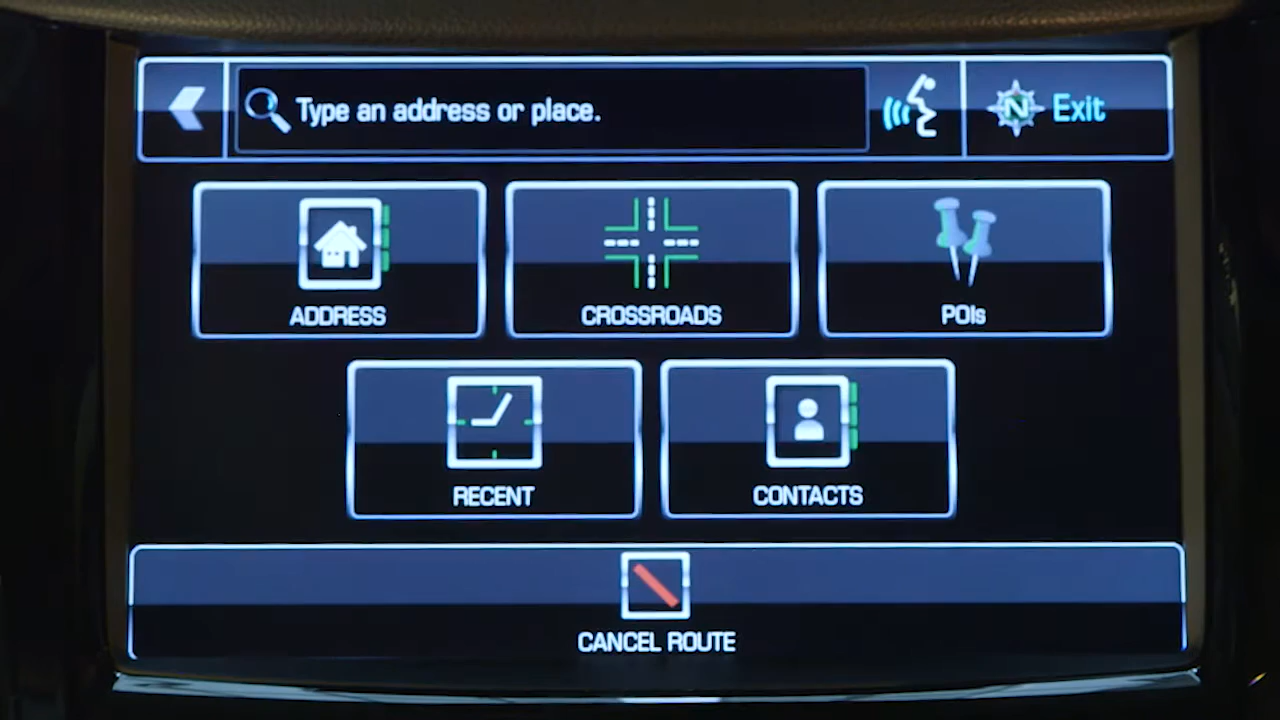 Type an address or place.
N Exit
ADDRESS
CROSSROADS
POIs
RECENT
CONTACTS
CANCEL ROUTE